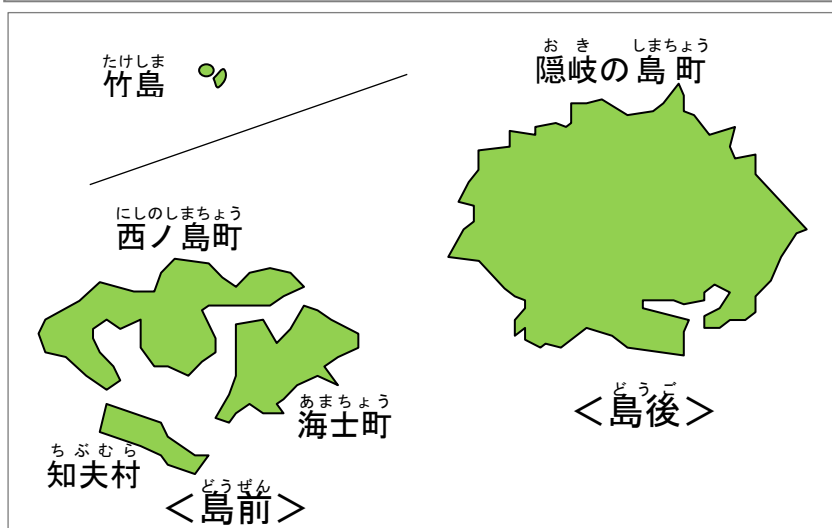 たけしま
竹島
お き しまちょう
隠岐の島町
にしのしまちょう
西ノ島町
あまちょう
海士町
ちぶむら
知夫村
どうぜん
＜島前＞
どうご
＜島後＞